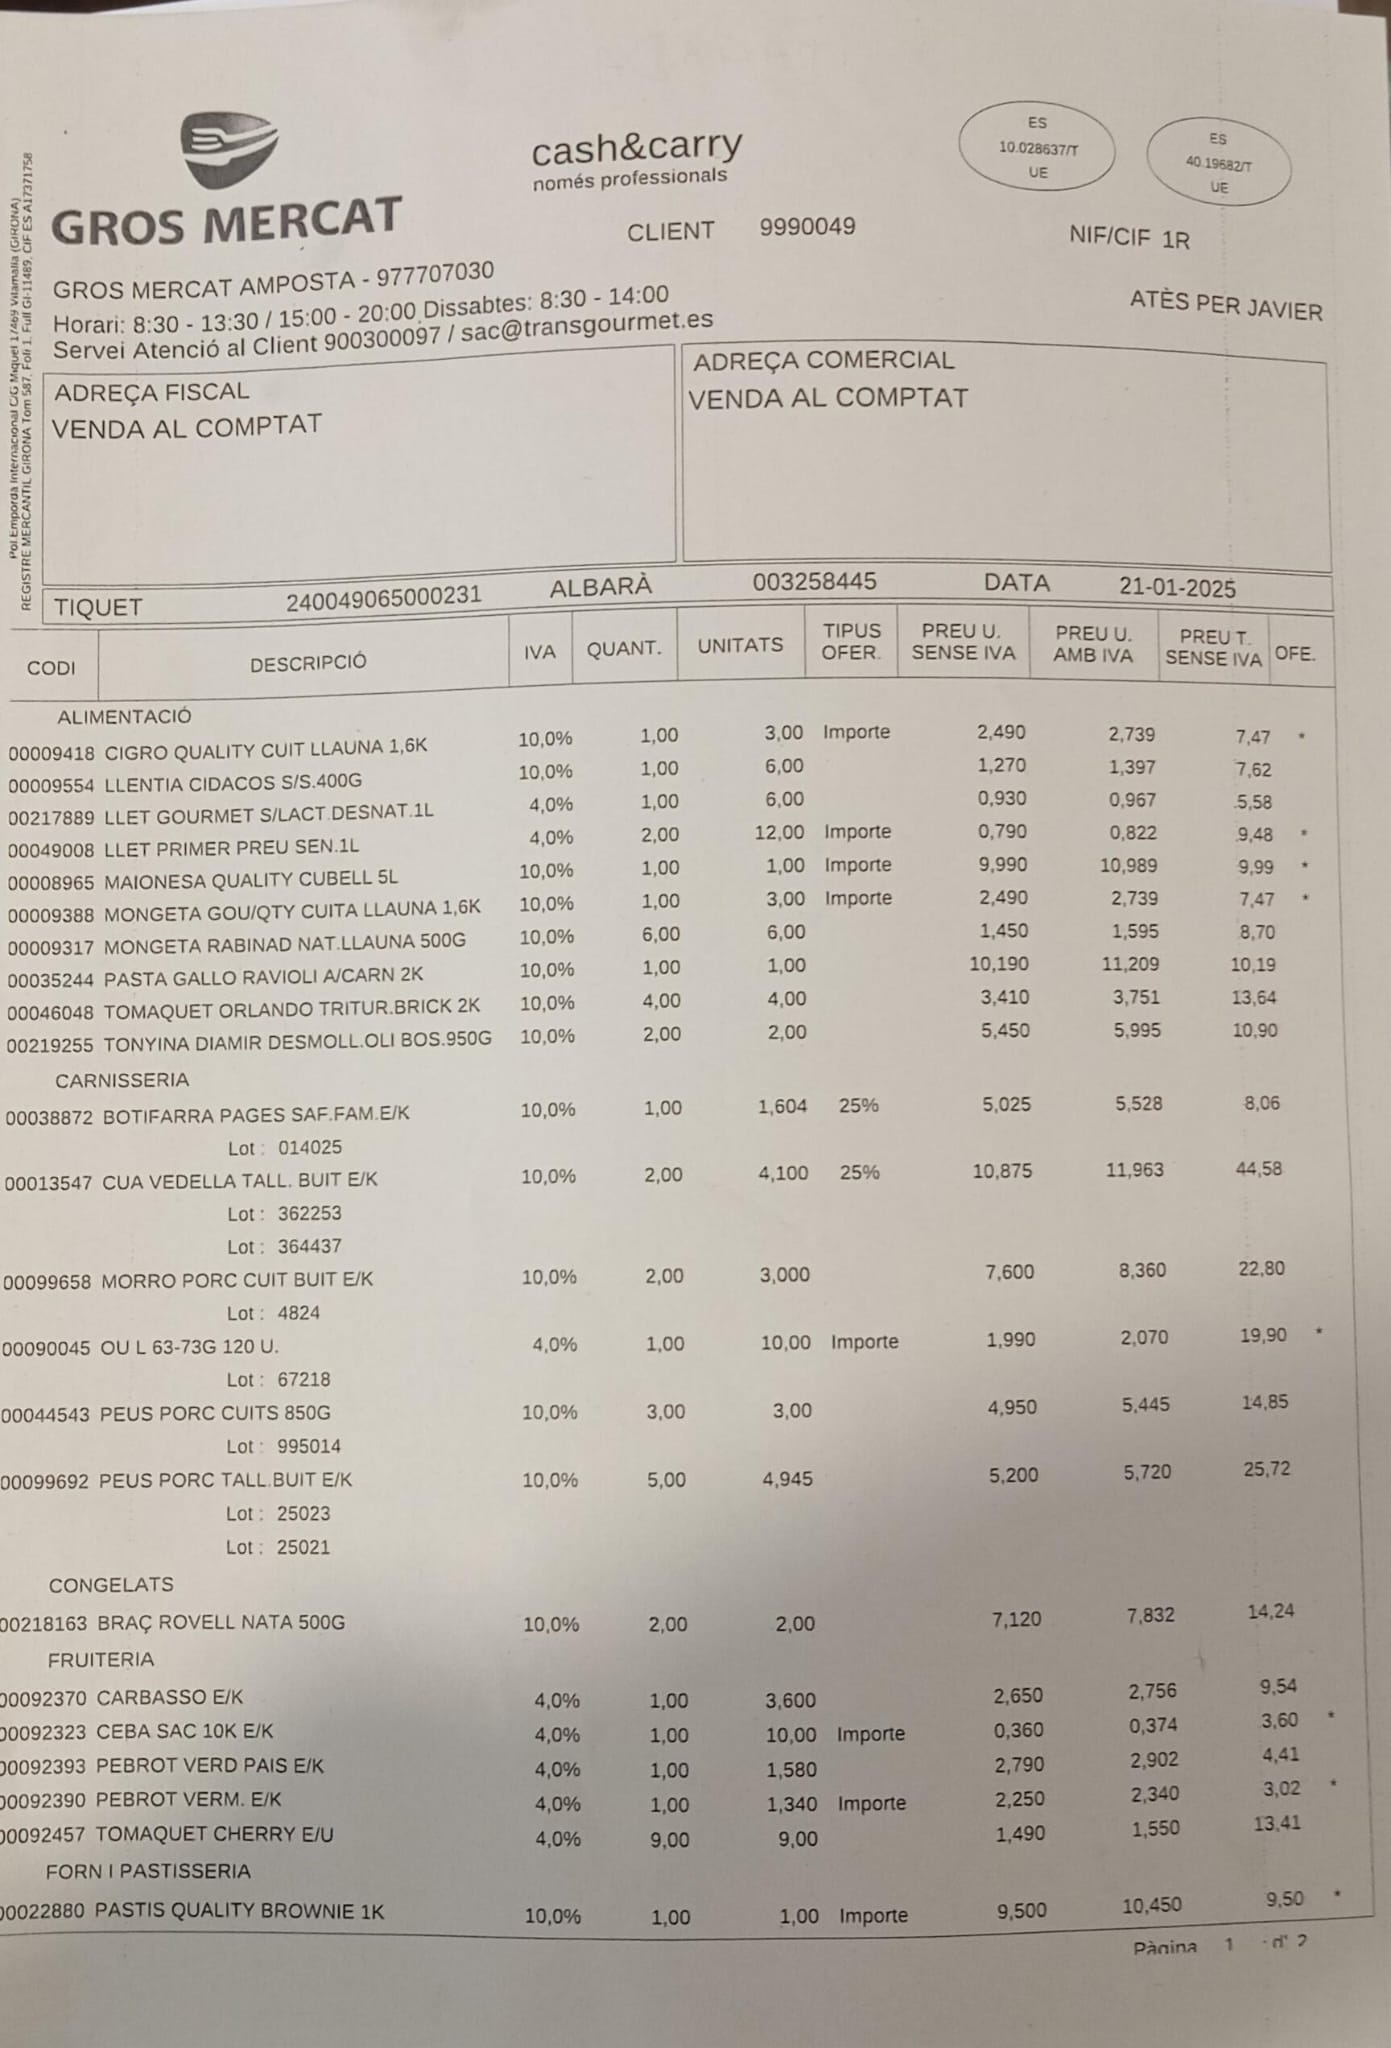 cash&carry
només professionals
ES
10.028637/T
UE
ES
40.19682/T
UE
GROS MERCAT
CLIENT 9990049
NIF/CIF 1R
GROS MERCAT AMPOSTA - 977707030
Horari: 8:30 - 13:30 / 15:00 - 20:00 Dissabtes: 8:30 - 14:00
Servei Atenció al Client 900300097 / sac@transgourmet.es
ATÈS PER JAVIER
Pol Empordà Internacional C/G Miquel 17469 Vilamalla (GIRONA)
REGISTRE MERCANTIL GIRONA Tom 587, Foli 1, Full GI-11489, CIF ES A17371758
ADREÇA FISCAL
VENDA AL COMPTAT
ADREÇA COMERCIAL
VENDA AL COMPTAT
TIQUET 240049065000231 ALBARÀ 003258445 DATA 21-01-2025
CODI DESCRIPCIÓ IVA QUANT. UNITATS TIPUS OFER. PREU U. SENSE IVA PREU U. AMB IVA PREU T. SENSE IVA OFE.
ALIMENTACIÓ
00009418 CIGRO QUALITY CUIT LLAUNA 1,6K 10,0% 1,00 3,00 Importe 2,490 2,739 7,47 *
00009554 LLENTIA CIDACOS S/S.400G 10,0% 1,00 6,00 1,270 1,397 7,62
00217889 LLET GOURMET S/LACT.DESNAT.1L 4,0% 1,00 6,00 0,930 0,967 5,58
00049008 LLET PRIMER PREU SEN.1L 4,0% 2,00 12,00 Importe 0,790 0,822 9,48 *
00008965 MAIONESA QUALITY CUBELL 5L 10,0% 1,00 1,00 Importe 9,990 10,989 9,99 *
00009388 MONGETA GOU/QTY CUITA LLAUNA 1,6K 10,0% 1,00 3,00 Importe 2,490 2,739 7,47 *
00009317 MONGETA RABINAD NAT.LLAUNA 500G 10,0% 6,00 6,00 1,450 1,595 8,70
00035244 PASTA GALLO RAVIOLI A/CARN 2K 10,0% 1,00 1,00 10,190 11,209 10,19
00046048 TOMAQUET ORLANDO TRITUR.BRICK 2K 10,0% 4,00 4,00 3,410 3,751 13,64
00219255 TONYINA DIAMIR DESMOLL.OLI BOS.950G 10,0% 2,00 2,00 5,450 5,995 10,90
CARNISSERIA
00038872 BOTIFARRA PAGES SAF.FAM.E/K 10,0% 1,00 1,604 25% 5,025 5,528 8,06
Lot : 014025
00013547 CUA VEDELLA TALL. BUIT E/K 10,0% 2,00 4,100 25% 10,875 11,963 44,58
Lot : 362253
Lot : 364437
00099658 MORRO PORC CUIT BUIT E/K 10,0% 2,00 3,000 7,600 8,360 22,80
Lot : 4824
00090045 OU L 63-73G 120 U. 4,0% 1,00 10,00 Importe 1,990 2,070 19,90 *
Lot : 67218
00044543 PEUS PORC CUITS 850G 10,0% 3,00 3,00 4,950 5,445 14,85
Lot : 995014
00099692 PEUS PORC TALL.BUIT E/K 10,0% 5,00 4,945 5,200 5,720 25,72
Lot : 25023
Lot : 25021
CONGELATS
00218163 BRAÇ ROVELL NATA 500G 10,0% 2,00 2,00 7,120 7,832 14,24
FRUITERIA
00092370 CARBASSO E/K 4,0% 1,00 3,600 2,650 2,756 9,54
00092323 CEBA SAC 10K E/K 4,0% 1,00 10,00 Importe 0,360 0,374 3,60 *
00092393 PEBROT VERD PAIS E/K 4,0% 1,00 1,580 2,790 2,902 4,41
00092390 PEBROT VERM. E/K 4,0% 1,00 1,340 Importe 2,250 2,340 3,02 *
00092457 TOMAQUET CHERRY E/U 4,0% 9,00 9,00 1,490 1,550 13,41
FORN I PASTISSERIA
00022880 PASTIS QUALITY BROWNIE 1K 10,0% 1,00 1,00 Importe 9,500 10,450 9,50 *
Pàgina 1 d' 2